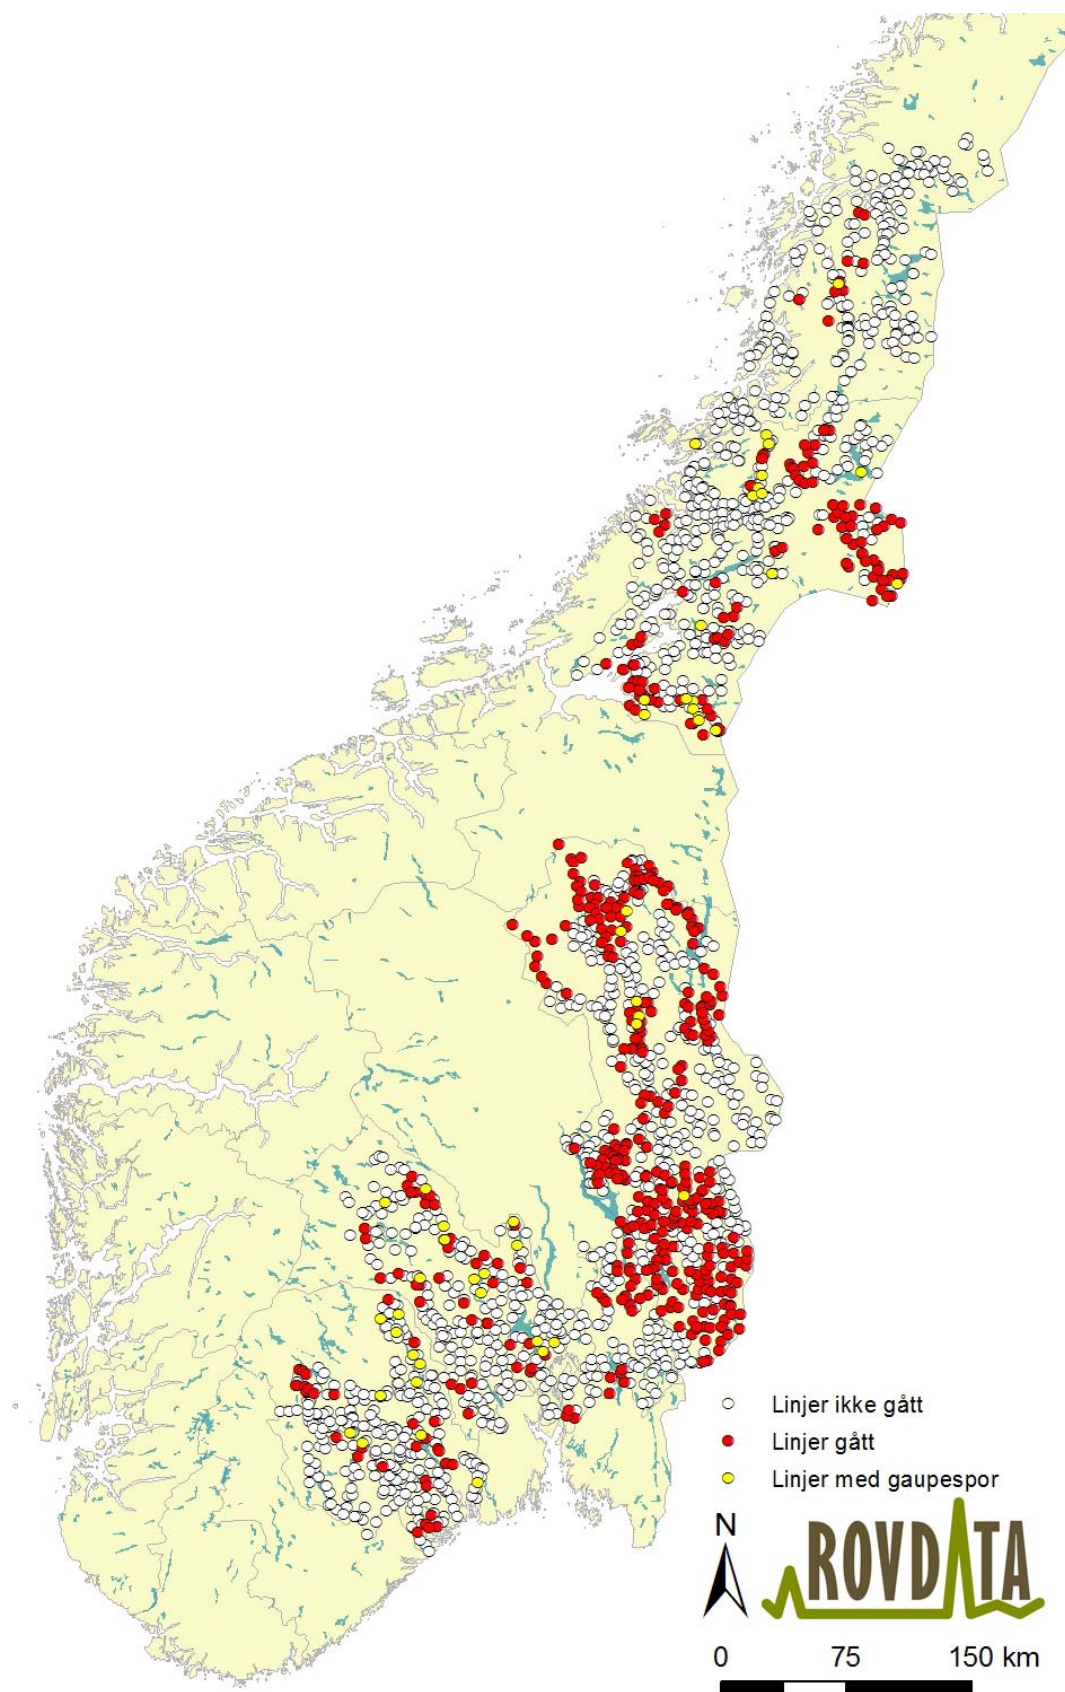 Linjer ikke gått
Linjer gått
Linjer med gaupespor
N
ROVDATA
0 75 150 km